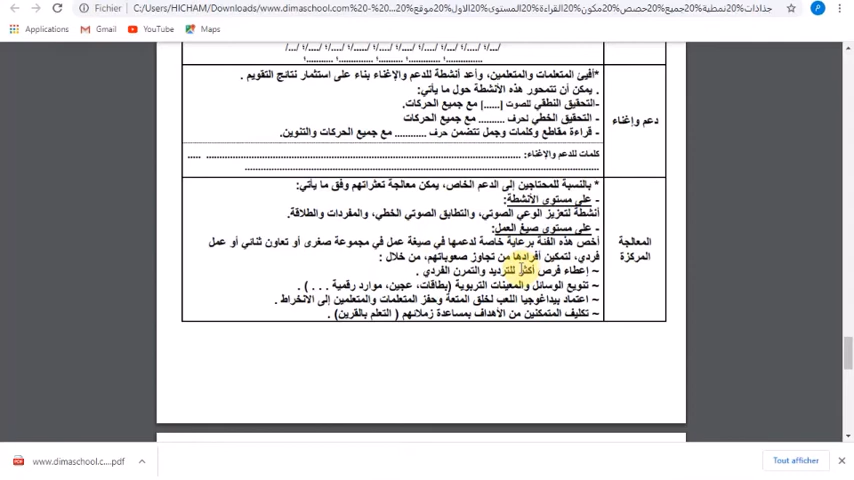 Fichier
C:/Users/HICHAM/Downloads/www.dimaschool.com%20-%20...جذاذات%20نمطية%20جميع%20حصص%20مكون%20القراءة%20المستوى%20الاول%20موقع%20
P
Applications
Gmail
YouTube
/.../ ؛ /..../ ؛ /..../ ؛ /...../ ؛ /..../ ؛ /..../ ؛ /..../
دعم وإغناء
*أفيئ المتعلمات والمتعلمين، وأعد أنشطة للدعم والإغناء بناء على استثمار نتائج التقويم .
. يمكن أن تتمحور هذه الأنشطة حول ما يأتي:
-التحقيق النطقي للصوت [......] مع جميع الحركات.
- التحقيق الخطي لحرف .......... مع جميع الحركات
- قراءة مقاطع وكلمات وجمل تتضمن حرف ............ مع جميع الحركات والتنوين.
كلمات للدعم والإغناء: ........................................................................................ .....
المعالجة المركزة
* بالنسبة للمحتاجين إلى الدعم الخاص، يمكن معالجة تعثراتهم وفق ما يأتي:
- على مستوى الأنشطة:
أنشطة لتعزيز الوعي الصوتي، والتطابق الصوتي الخطي، والمفردات والطلاقة.
- على مستوى صيغ العمل:
أخص هذه الفئة برعاية خاصة لدعمها في صيغة عمل في مجموعة صغرى أو تعاون ثنائي أو عمل
فردي، لتمكين أفرادها من تجاوز صعوباتهم، من خلال :
~ إعطاء فرص أكثر للترديد والتمرن الفردي .
~ تنويع الوسائل والمعينات التربوية (بطاقات، عجين، موارد رقمية . . . ) .
~ اعتماد بيداغوجيا اللعب لخلق المتعة وحفز المتعلمات والمتعلمين إلى الانخراط .
~ تكليف المتمكنين من الأهداف بمساعدة زملائهم ( التعلم بالقرين) .
www.dimaschool.c....pdf
Tout afficher